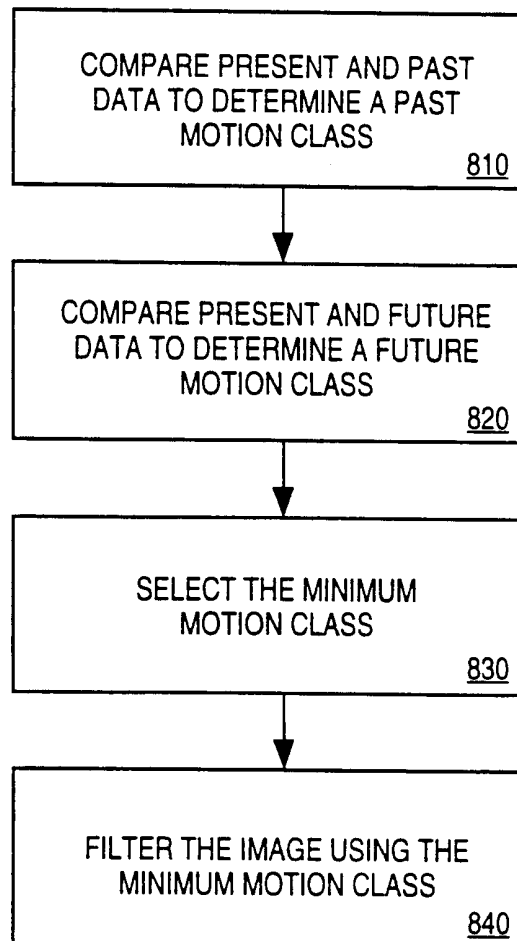 COMPARE PRESENT AND PAST
DATA TO DETERMINE A PAST
MOTION CLASS
810
COMPARE PRESENT AND FUTURE
DATA TO DETERMINE A FUTURE
MOTION CLASS
820
SELECT THE MINIMUM
MOTION CLASS
830
FILTER THE IMAGE USING THE
MINIMUM MOTION CLASS
840